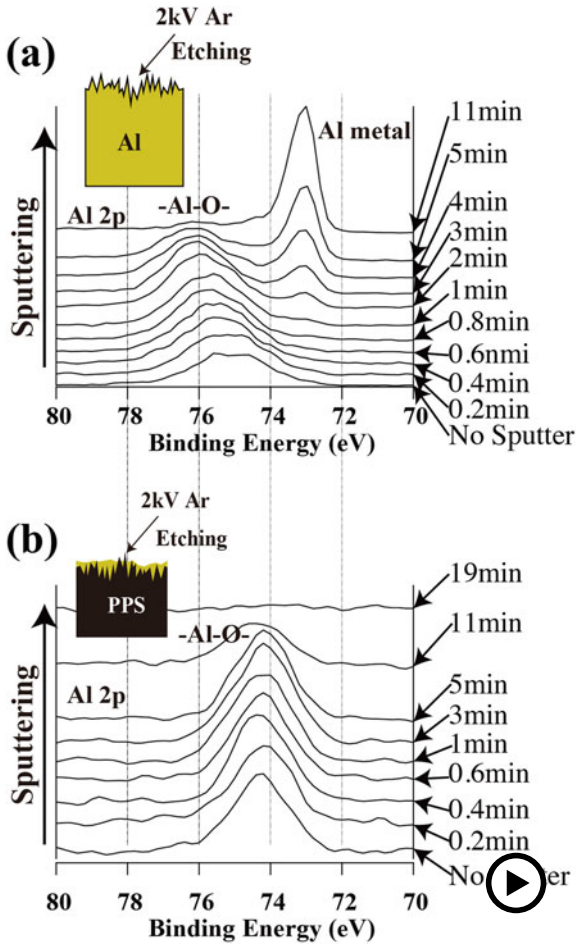 2kV Ar
Etching
(a)
Al
Al metal
Al 2p
-Al-O-
Sputtering
11min
5min
4min
3min
2min
1min
0.8min
0.6nmi
0.4min
0.2min
No Sputter
80 78 76 74 72 70
Binding Energy (eV)
2kV Ar
Etching
(b)
PPS
-Al-O-
Al 2p
Sputtering
19min
11min
5min
3min
1min
0.6min
0.4min
0.2min
No ter
80 78 76 74 72 70
Binding Energy (eV)